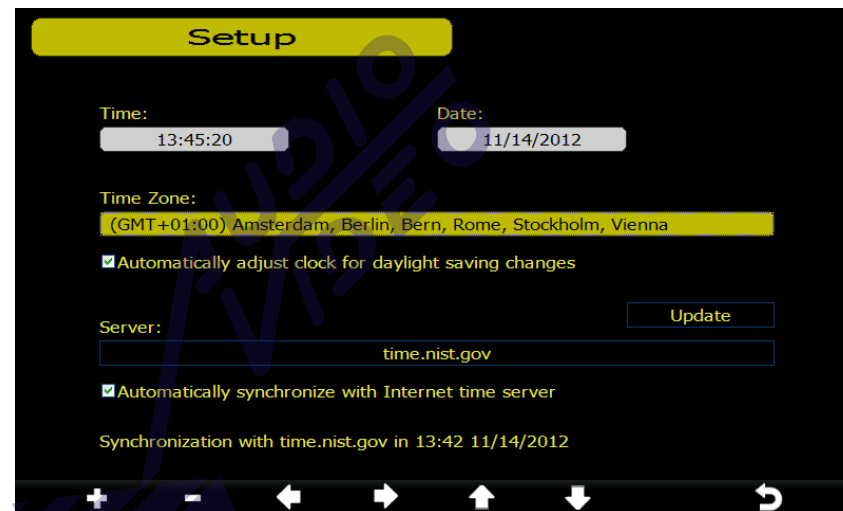 Setup
Time: Date:
13:45:20 11/14/2012
Time Zone:
(GMT+01:00) Amsterdam, Berlin, Bern, Rome, Stockholm, Vienna
Automatically adjust clock for daylight saving changes
Update
Server:
time.nist.gov
Automatically synchronize with Internet time server
Synchronization with time.nist.gov in 13:42 11/14/2012
AUDIO
VIDEO